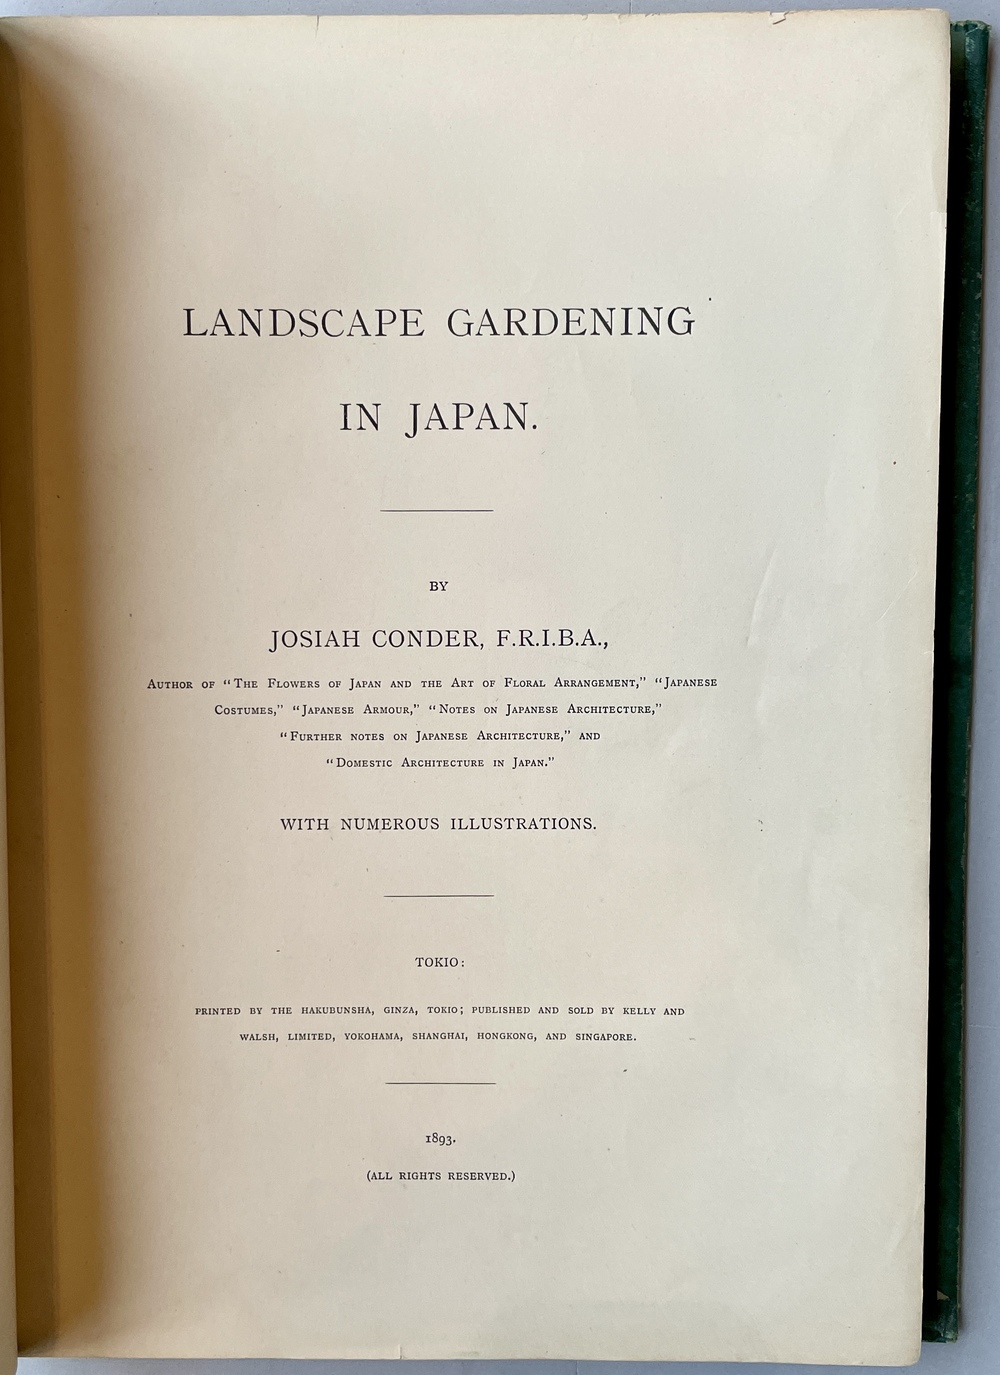 LANDSCAPE GARDENING
IN JAPAN.
BY
JOSIAH CONDER, F.R.I.B.A.,
Author of "The Flowers of Japan and the Art of Floral Arrangement," "Japanese
Costumes," "Japanese Armour," "Notes on Japanese Architecture,"
"Further notes on Japanese Architecture," and
"Domestic Architecture in Japan."
WITH NUMEROUS ILLUSTRATIONS.
TOKIO:
PRINTED BY THE HAKUBUNSHA, GINZA, TOKIO; PUBLISHED AND SOLD BY KELLY AND
WALSH, LIMITED, YOKOHAMA, SHANGHAI, HONGKONG, AND SINGAPORE.
1893.
(ALL RIGHTS RESERVED.)